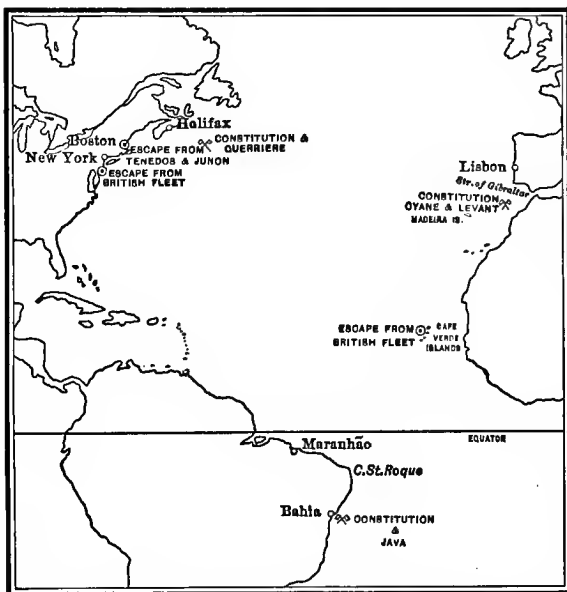 Halifax
Boston
CONSTITUTION &
GUERRIERE
ESCAPE FROM
TENEDOS & JUNON
New York
ESCAPE FROM
BRITISH FLEET
Lisbon
Str. of Gibraltar
CONSTITUTION
CYANE & LEVANT
MADEIRA IS.
ESCAPE FROM
BRITISH FLEET
CAPE
VERDE
ISLANDS
EQUATOR
Maranhão
C.St.Roque
Bahia
CONSTITUTION
&
JAVA